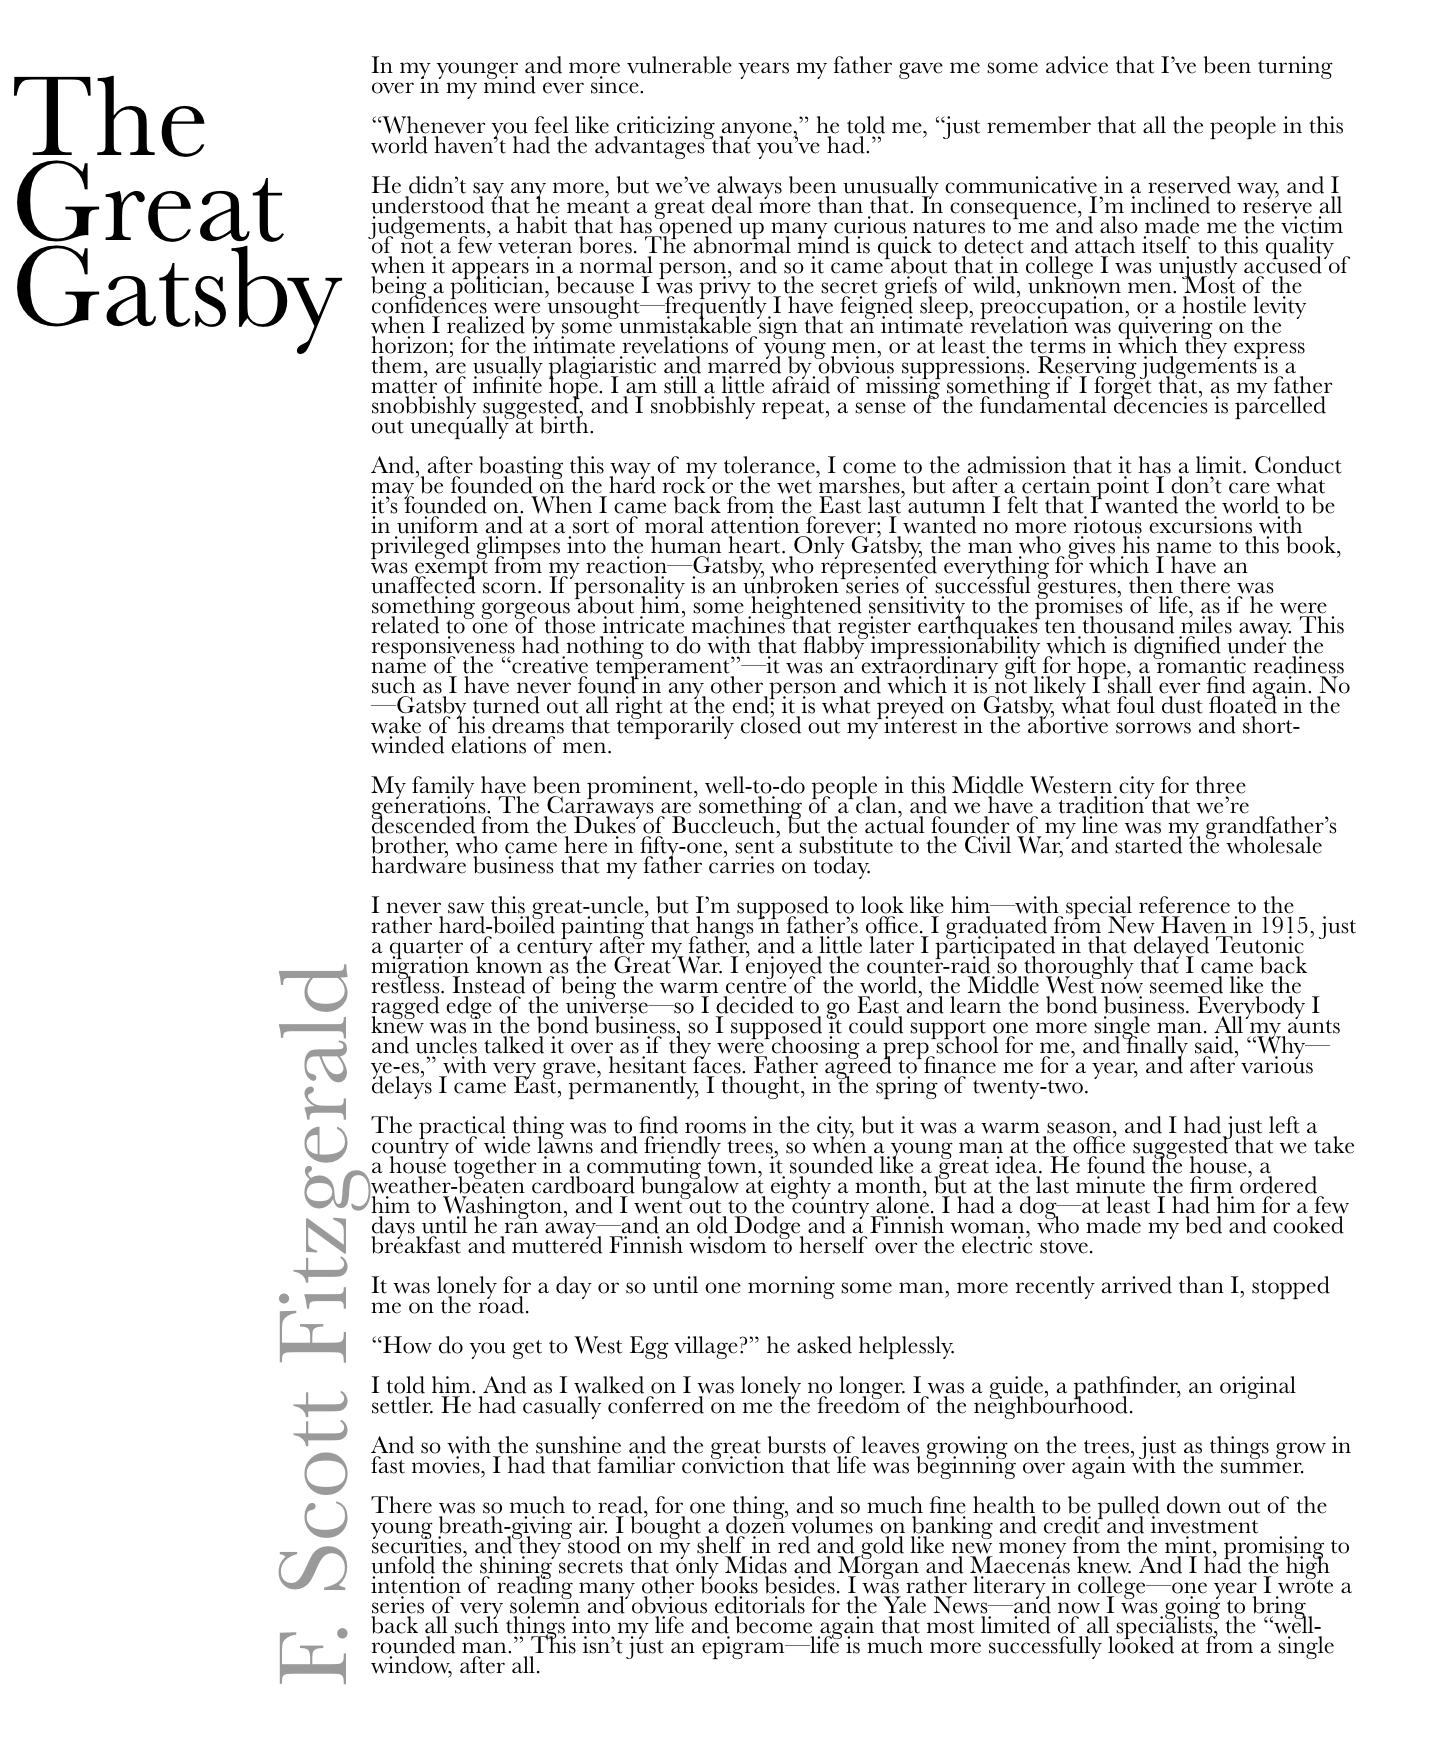 The
Great
Gatsby
F. Scott Fitzgerald
In my younger and more vulnerable years my father gave me some advice that I’ve been turning
over in my mind ever since.
“Whenever you feel like criticizing anyone,” he told me, “just remember that all the people in this
world haven’t had the advantages that you’ve had.”
He didn’t say any more, but we’ve always been unusually communicative in a reserved way, and I
understood that he meant a great deal more than that. In consequence, I’m inclined to reserve all
judgements, a habit that has opened up many curious natures to me and also made me the victim
of not a few veteran bores. The abnormal mind is quick to detect and attach itself to this quality
when it appears in a normal person, and so it came about that in college I was unjustly accused of
being a politician, because I was privy to the secret griefs of wild, unknown men. Most of the
confidences were unsought—frequently I have feigned sleep, preoccupation, or a hostile levity
when I realized by some unmistakable sign that an intimate revelation was quivering on the
horizon; for the intimate revelations of young men, or at least the terms in which they express
them, are usually plagiaristic and marred by obvious suppressions. Reserving judgements is a
matter of infinite hope. I am still a little afraid of missing something if I forget that, as my father
snobbishly suggested, and I snobbishly repeat, a sense of the fundamental decencies is parcelled
out unequally at birth.
And, after boasting this way of my tolerance, I come to the admission that it has a limit. Conduct
may be founded on the hard rock or the wet marshes, but after a certain point I don’t care what
it’s founded on. When I came back from the East last autumn I felt that I wanted the world to be
in uniform and at a sort of moral attention forever; I wanted no more riotous excursions with
privileged glimpses into the human heart. Only Gatsby, the man who gives his name to this book,
was exempt from my reaction—Gatsby, who represented everything for which I have an
unaffected scorn. If personality is an unbroken series of successful gestures, then there was
something gorgeous about him, some heightened sensitivity to the promises of life, as if he were
related to one of those intricate machines that register earthquakes ten thousand miles away. This
responsiveness had nothing to do with that flabby impressionability which is dignified under the
name of the “creative temperament”—it was an extraordinary gift for hope, a romantic readiness
such as I have never found in any other person and which it is not likely I shall ever find again. No
—Gatsby turned out all right at the end; it is what preyed on Gatsby, what foul dust floated in the
wake of his dreams that temporarily closed out my interest in the abortive sorrows and short-
winded elations of men.
My family have been prominent, well-to-do people in this Middle Western city for three
generations. The Carraways are something of a clan, and we have a tradition that we’re
descended from the Dukes of Buccleuch, but the actual founder of my line was my grandfather’s
brother, who came here in fifty-one, sent a substitute to the Civil War, and started the wholesale
hardware business that my father carries on today.
I never saw this great-uncle, but I’m supposed to look like him—with special reference to the
rather hard-boiled painting that hangs in father’s office. I graduated from New Haven in 1915, just
a quarter of a century after my father, and a little later I participated in that delayed Teutonic
migration known as the Great War. I enjoyed the counter-raid so thoroughly that I came back
restless. Instead of being the warm centre of the world, the Middle West now seemed like the
ragged edge of the universe—so I decided to go East and learn the bond business. Everybody I
knew was in the bond business, so I supposed it could support one more single man. All my aunts
and uncles talked it over as if they were choosing a prep school for me, and finally said, “Why—
ye-es,” with very grave, hesitant faces. Father agreed to finance me for a year, and after various
delays I came East, permanently, I thought, in the spring of twenty-two.
The practical thing was to find rooms in the city, but it was a warm season, and I had just left a
country of wide lawns and friendly trees, so when a young man at the office suggested that we take
a house together in a commuting town, it sounded like a great idea. He found the house, a
weather-beaten cardboard bungalow at eighty a month, but at the last minute the firm ordered
him to Washington, and I went out to the country alone. I had a dog—at least I had him for a few
days until he ran away—and an old Dodge and a Finnish woman, who made my bed and cooked
breakfast and muttered Finnish wisdom to herself over the electric stove.
It was lonely for a day or so until one morning some man, more recently arrived than I, stopped
me on the road.
“How do you get to West Egg village?” he asked helplessly.
I told him. And as I walked on I was lonely no longer. I was a guide, a pathfinder, an original
settler. He had casually conferred on me the freedom of the neighbourhood.
And so with the sunshine and the great bursts of leaves growing on the trees, just as things grow in
fast movies, I had that familiar conviction that life was beginning over again with the summer.
There was so much to read, for one thing, and so much fine health to be pulled down out of the
young breath-giving air. I bought a dozen volumes on banking and credit and investment
securities, and they stood on my shelf in red and gold like new money from the mint, promising to
unfold the shining secrets that only Midas and Morgan and Maecenas knew. And I had the high
intention of reading many other books besides. I was rather literary in college—one year I wrote a
series of very solemn and obvious editorials for the Yale News—and now I was going to bring
back all such things into my life and become again that most limited of all specialists, the “well-
rounded man.” This isn’t just an epigram—life is much more successfully looked at from a single
window, after all.